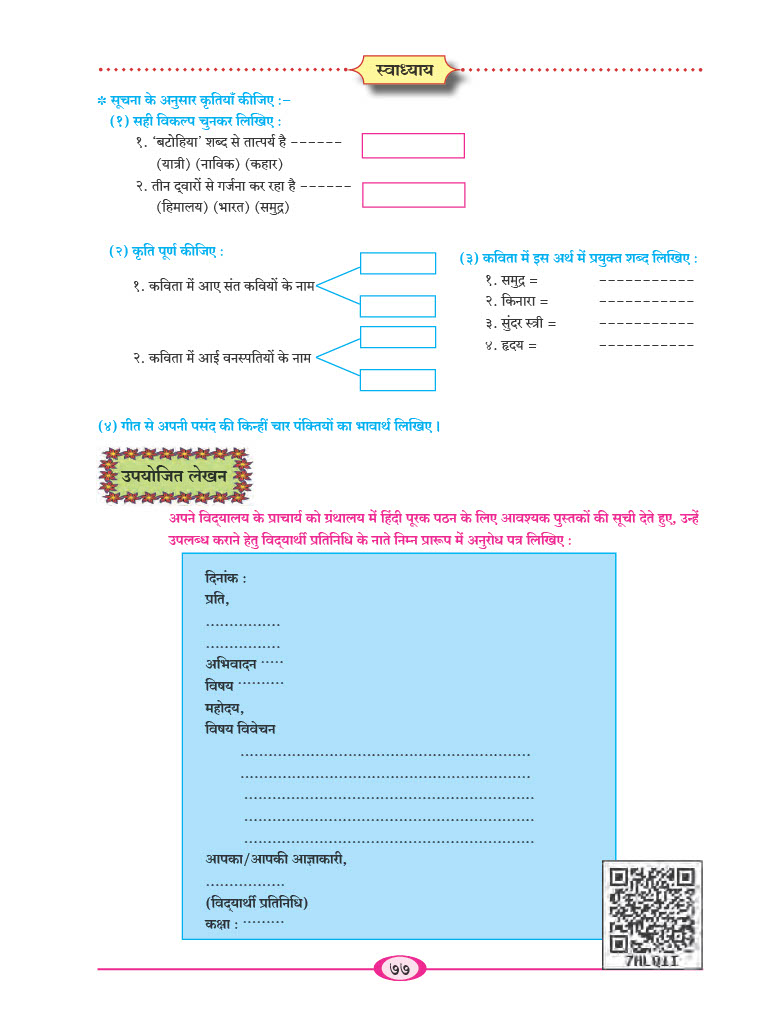 स्वाध्याय
* सूचना के अनुसार कृतियाँ कीजिए :–
(१) सही विकल्प चुनकर लिखिए :
१. ‘बटोहिया’ शब्द से तात्पर्य है ------
(यात्री) (नाविक) (कहार)
२. तीन द्‌वारों से गर्जना कर रहा है ------
(हिमालय) (भारत) (समुद्र)
(२) कृति पूर्ण कीजिए :
१. कविता में आए संत कवियों के नाम
२. कविता में आई वनस्पतियों के नाम
(३) कविता में इस अर्थ में प्रयुक्त शब्द लिखिए :
१. समुद्र = -----------
२. किनारा = -----------
३. सुंदर स्त्री = -----------
४. हृदय = -----------
(४) गीत से अपनी पसंद की किन्हीं चार पंक्तियों का भावार्थ लिखिए ।
उपयोजित लेखन
अपने विद्‌यालय के प्राचार्य को ग्रंथालय में हिंदी पूरक पठन के लिए आवश्यक पुस्तकों की सूची देते हुए, उन्हें
उपलब्ध कराने हेतु विद्‌यार्थी प्रतिनिधि के नाते निम्न प्रारूप में अनुरोध पत्र लिखिए :
दिनांक :
प्रति,
................
................
अभिवादन .....
विषय ..........
महोदय,
विषय विवेचन
..............................................................
..............................................................
..............................................................
..............................................................
..............................................................
आपका/आपकी आज्ञाकारी,
.................
(विद्‌यार्थी प्रतिनिधि)
कक्षा : .........
7HLQ1I
७७